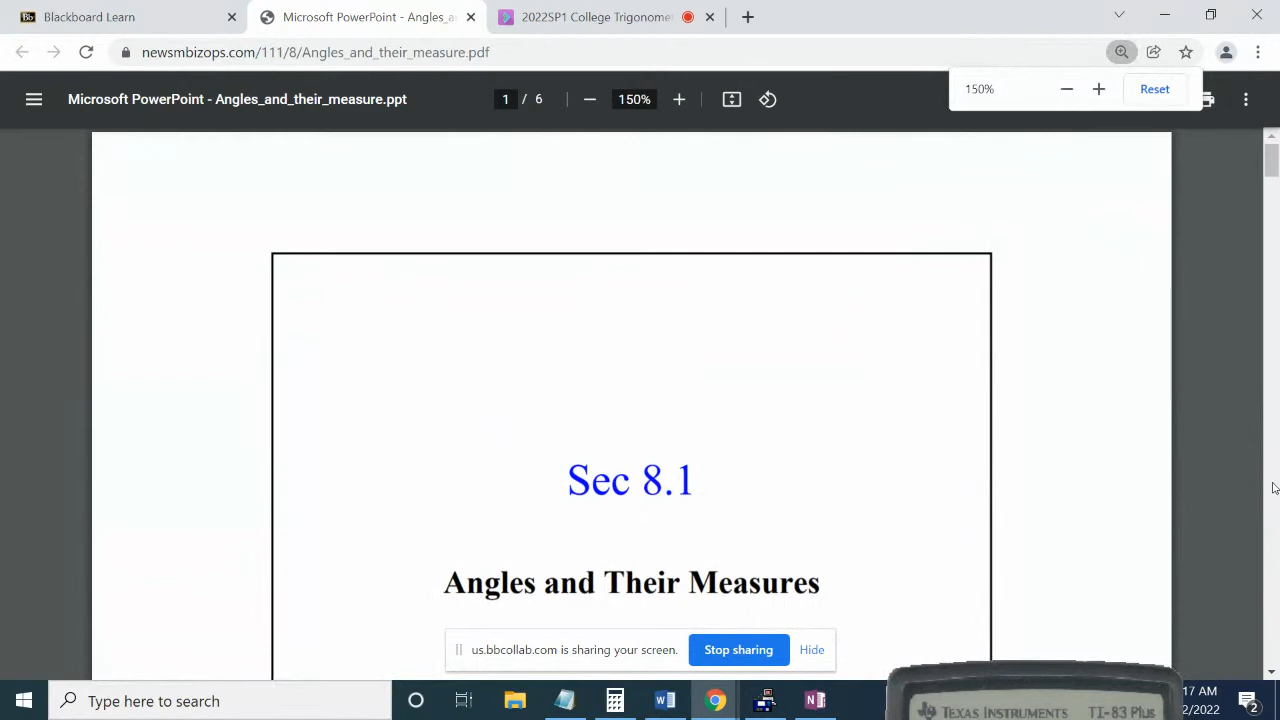 Blackboard Learn
Microsoft PowerPoint - Angles_a
2022SP1 College Trigonome
newsmbizops.com/111/8/Angles_and_their_measure.pdf
Microsoft PowerPoint - Angles_and_their_measure.ppt
1 / 6
150%
150%
Reset
Sec 8.1
Angles and Their Measures
us.bbcollab.com is sharing your screen.
Stop sharing
Hide
Type here to search
:17 AM
2/2022
2
TEXAS INSTRUMENTS TI-83 Plus